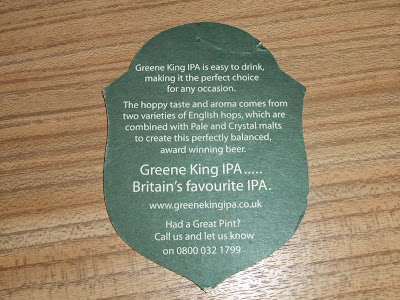 Greene King IPA is easy to drink,
making it the perfect choice
for any occasion.
The hoppy taste and aroma comes from
two varieties of English hops, which are
combined with Pale and Crystal malts
to create this perfectly balanced,
award winning beer.
Greene King IPA.....
Britain's favourite IPA.
www.greenekingipa.co.uk
Had a Great Pint?
Call us and let us know
on 0800 032 1799